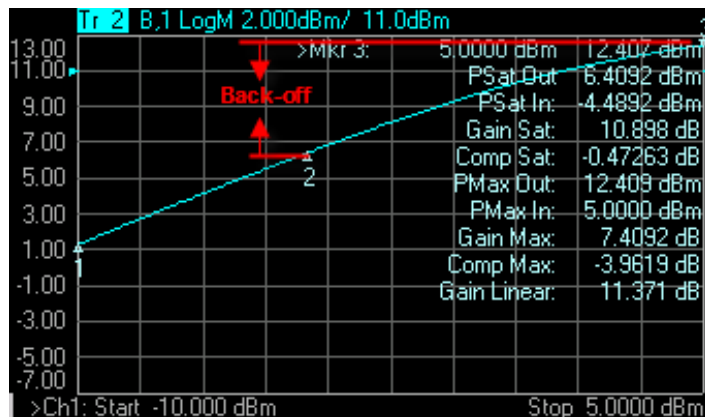 Tr 2 B,1 LogM 2.000dBm/ 11.0dBm
13.00
11.00
9.00
7.00
5.00
3.00
1.00
-1.00
-3.00
-5.00
-7.00
>Mkr 3: 5.0000 dBm 12.407 dBm
PSat Out 6.4092 dBm
PSat In: -4.4892 dBm
Gain Sat: 10.898 dB
Comp Sat: -0.47263 dB
PMax Out: 12.409 dBm
PMax In: 5.0000 dBm
Gain Max: 7.4092 dB
Comp Max: -3.9619 dB
Gain Linear: 11.371 dB
Back-off
1
2
>Ch1: Start -10.000 dBm Stop 5.0000 dBm